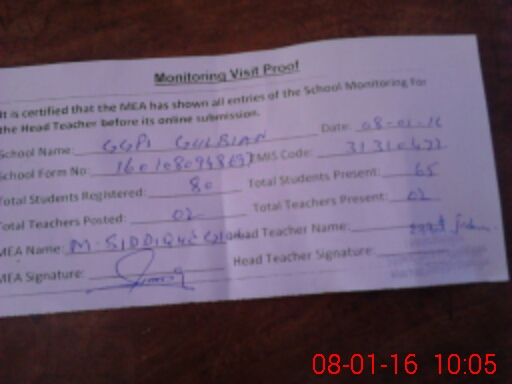 Monitoring Visit Proof
It is certified that the MEA has shown all entries of the School Monitoring For
the Head Teacher before its online submission.
School Name: GGPS GULBIAN Date: 08-01-16
School Form No: EMIS Code:
Total Students Registered: 80 Total Students Present: 65
Total Teachers Posted: 02 Total Teachers Present: 02
MEA Name: M. SIDDIQUE Head Teacher Name:
MEA Signature: Head Teacher Signature:
08-01-16 10:05